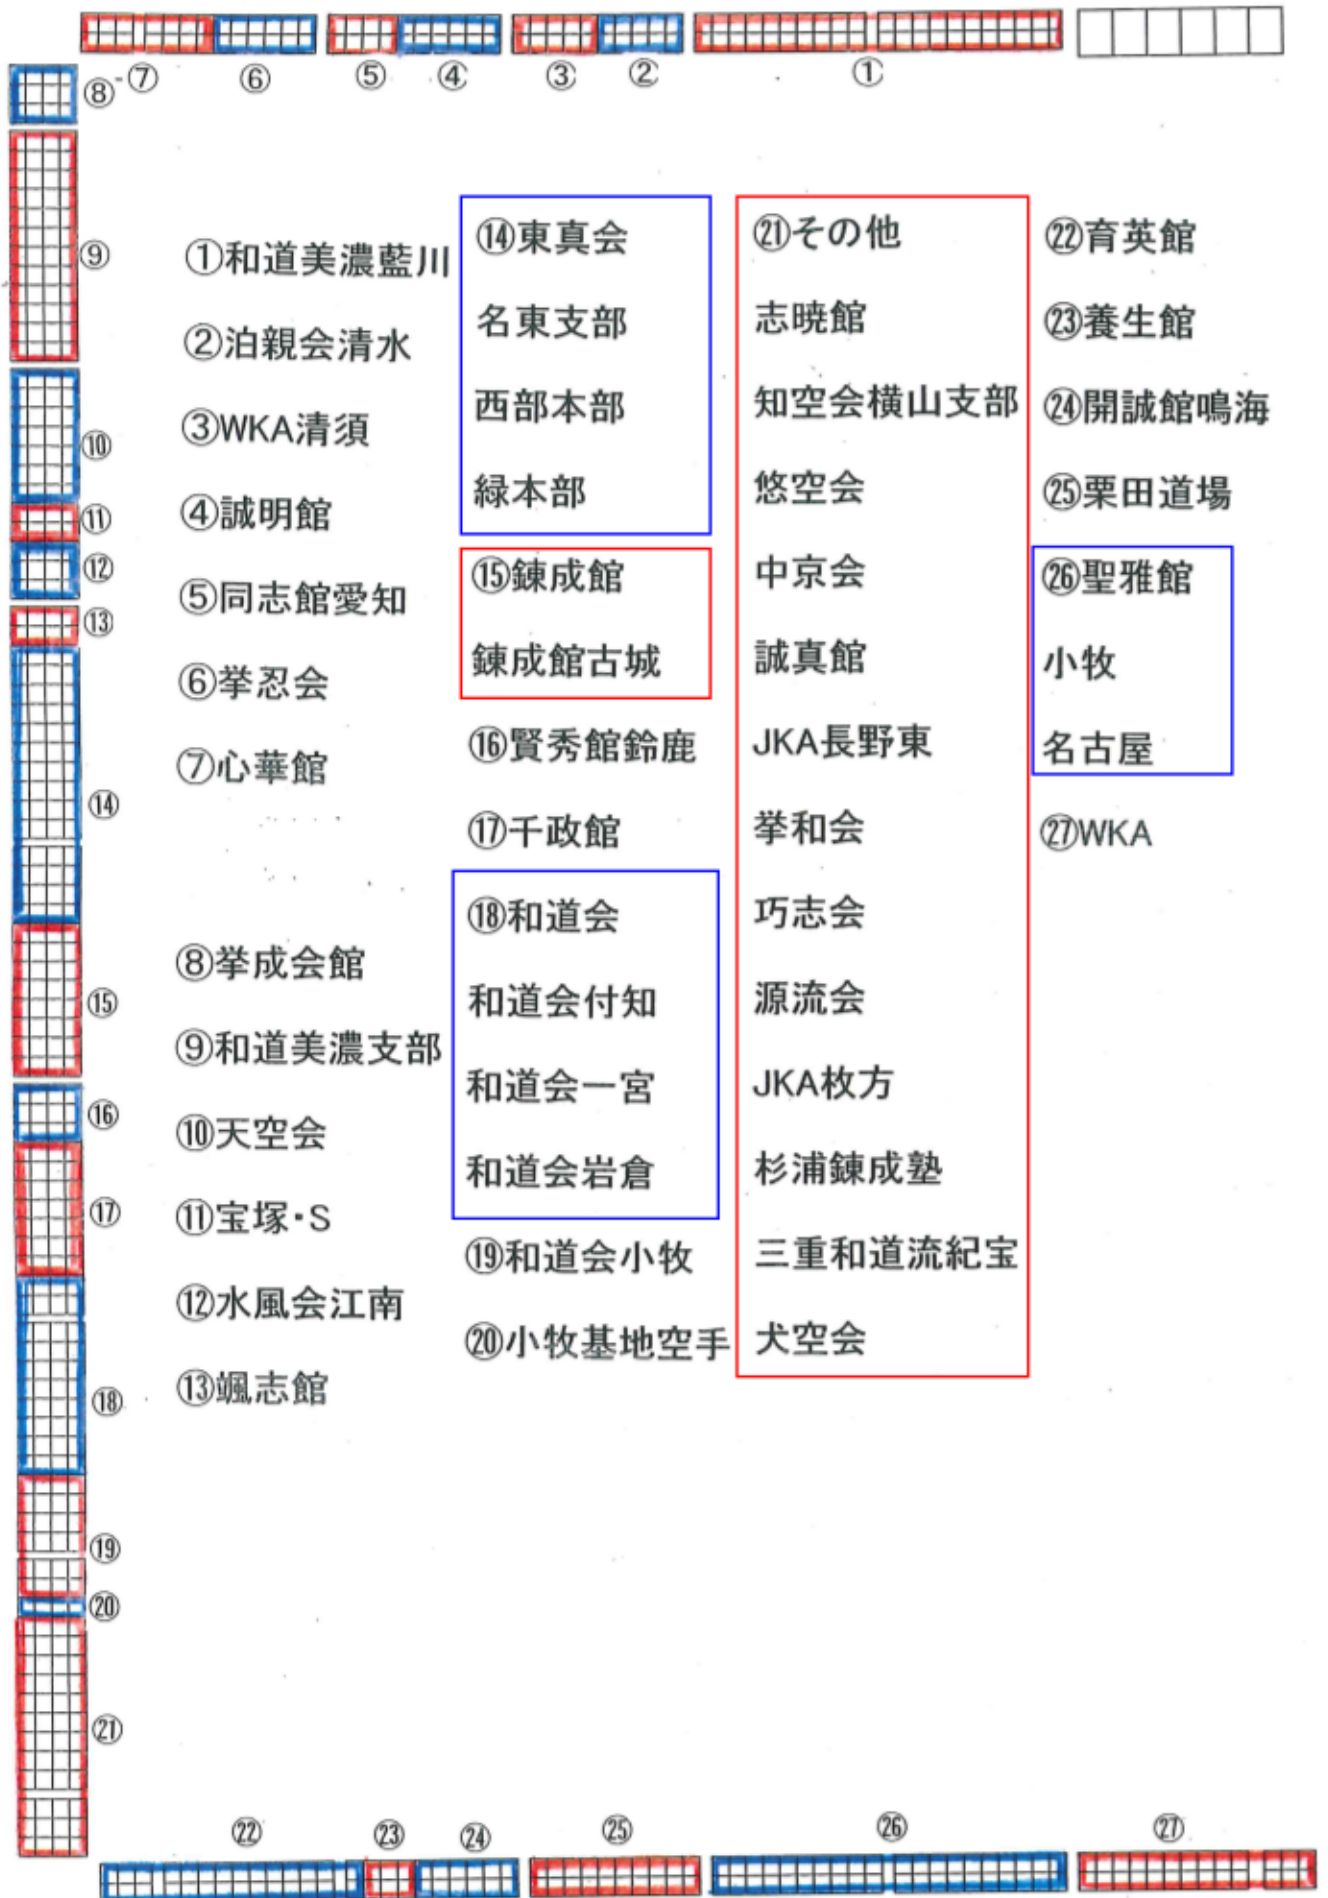 ⑦ ⑥ ⑤ ④ ③ ② ①
⑧
⑨
⑩
⑪
⑫
⑬
⑭
⑮
⑯
⑰
⑱
⑲
⑳
㉑
①和道美濃藍川
②泊親会清水
③WKA清須
④誠明館
⑤同志館愛知
⑥挙忍会
⑦心華館
⑧挙成会館
⑨和道美濃支部
⑩天空会
⑪宝塚・S
⑫水風会江南
⑬颯志館
⑭東真会
名東支部
西部本部
緑本部
⑮錬成館
錬成館古城
⑯賢秀館鈴鹿
⑰千政館
⑱和道会
和道会付知
和道会一宮
和道会岩倉
⑲和道会小牧
⑳小牧基地空手
㉑その他
志暁館
知空会横山支部
悠空会
中京会
誠真館
JKA長野東
挙和会
巧志会
源流会
JKA枚方
杉浦錬成塾
三重和道流紀宝
犬空会
㉒育英館
㉓養生館
㉔開誠館鳴海
㉕栗田道場
㉖聖雅館
小牧
名古屋
㉗WKA
㉒ ㉓ ㉔ ㉕ ㉖ ㉗